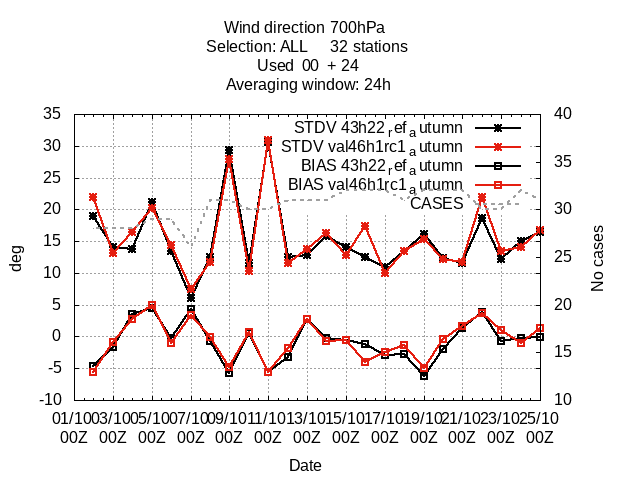 Wind direction 700hPa
Selection: ALL     32 stations
Used  00  + 24
Averaging window: 24h
STDV 43h22_ref_autumn
STDV val46h1rc1_autumn
BIAS 43h22_ref_autumn
BIAS val46h1rc1_autumn
CASES
35
30
25
20
15
10
5
0
-5
-10
deg
40
35
30
25
20
15
10
No cases
01/10 03/10 05/10 07/10 09/10 11/10 13/10 15/10 17/10 19/10 21/10 23/10 25/10
00Z 00Z 00Z 00Z 00Z 00Z 00Z 00Z 00Z 00Z 00Z 00Z 00Z
Date